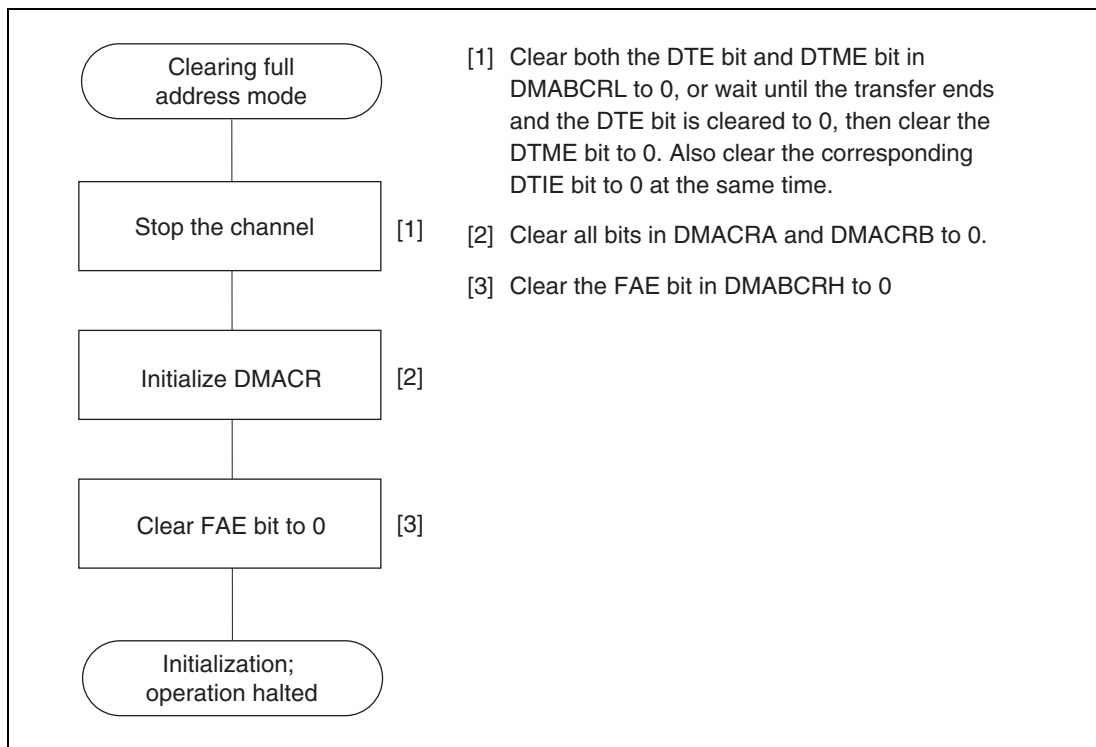 Clearing full
address mode
Stop the channel
[1]
Initialize DMACR
[2]
Clear FAE bit to 0
[3]
Initialization;
operation halted
[1] Clear both the DTE bit and DTME bit in
DMABCRL to 0, or wait until the transfer ends
and the DTE bit is cleared to 0, then clear the
DTME bit to 0. Also clear the corresponding
DTIE bit to 0 at the same time.
[2] Clear all bits in DMACRA and DMACRB to 0.
[3] Clear the FAE bit in DMABCRH to 0